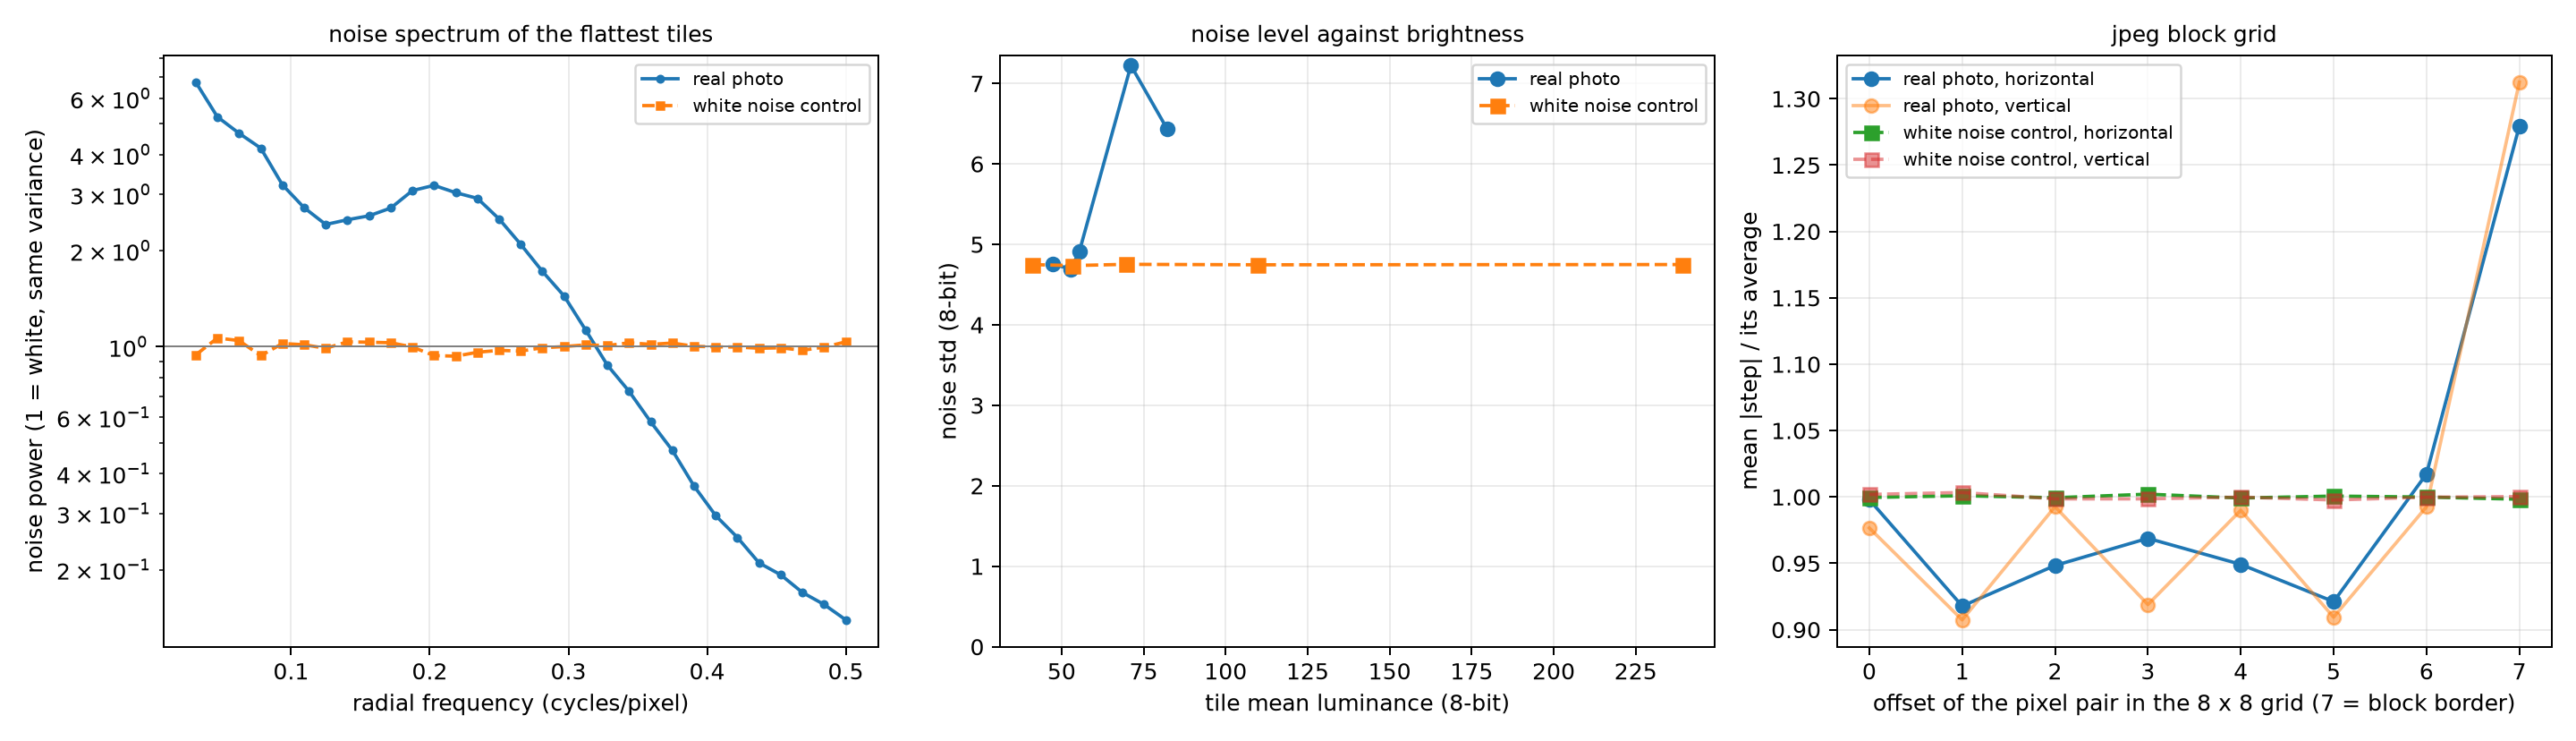 noise spectrum of the flattest tiles
noise power (1 = white, same variance)
6 × 10⁰
4 × 10⁰
3 × 10⁰
2 × 10⁰
10⁰
6 × 10⁻¹
4 × 10⁻¹
3 × 10⁻¹
2 × 10⁻¹
real photo
white noise control
0.1 0.2 0.3 0.4 0.5
radial frequency (cycles/pixel)
noise level against brightness
noise std (8-bit)
7
6
5
4
3
2
1
0
real photo
white noise control
50 75 100 125 150 175 200 225
tile mean luminance (8-bit)
jpeg block grid
mean |step| / its average
1.30
1.25
1.20
1.15
1.10
1.05
1.00
0.95
0.90
real photo, horizontal
real photo, vertical
white noise control, horizontal
white noise control, vertical
0 1 2 3 4 5 6 7
offset of the pixel pair in the 8 x 8 grid (7 = block border)